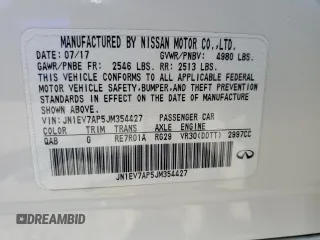 MANUFACTURED BY NISSAN MOTOR CO.,LTD.
DATE: 07/17 GVWR/PNBV: 4980 LBS.
GAWR/PNBE FR: 2546 LBS. RR: 2513 LBS.
THIS VEHICLE CONFORMS TO ALL APPLICABLE FEDERAL
MOTOR VEHICLE SAFETY,BUMPER,AND THEFT PREVENTION
STANDARDS IN EFFECT ON THE DATE OF MANUFACTURE
SHOWN ABOVE.
VIN: JN1EV7AP5JM354427 PASSENGER CAR
COLOR TRIM TRANS AXLE ENGINE
QAB G RE7R01A R029 VR30(DDTT) 2997CC
JN1EV7AP5JM354427
DREAMBID
DREAMBID.COM